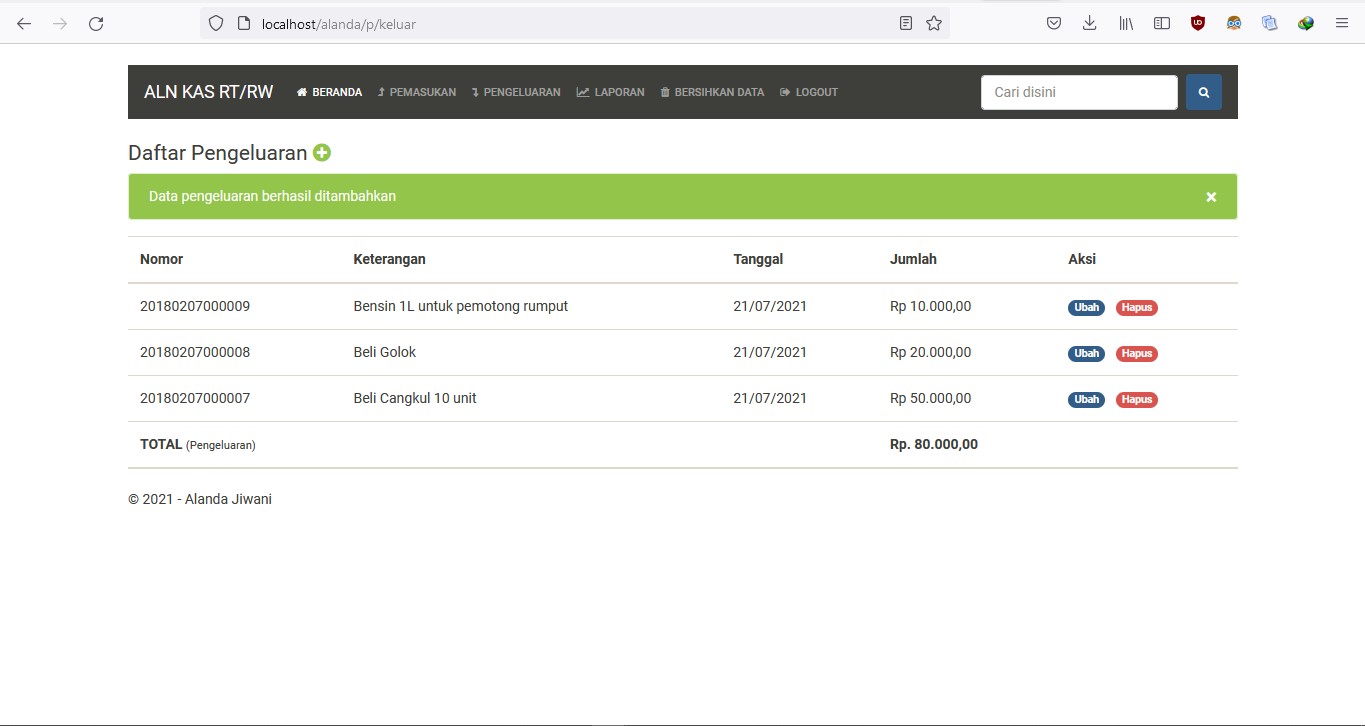 localhost/alanda/p/keluar
ALN KAS RT/RW BERANDA PEMASUKAN PENGELUARAN LAPORAN BERSIHKAN DATA LOGOUT Cari disini
Daftar Pengeluaran
Data pengeluaran berhasil ditambahkan ×
Nomor Keterangan Tanggal Jumlah Aksi
20180207000009 Bensin 1L untuk pemotong rumput 21/07/2021 Rp 10.000,00 Ubah Hapus
20180207000008 Beli Golok 21/07/2021 Rp 20.000,00 Ubah Hapus
20180207000007 Beli Cangkul 10 unit 21/07/2021 Rp 50.000,00 Ubah Hapus
TOTAL (Pengeluaran) Rp. 80.000,00
© 2021 - Alanda Jiwani